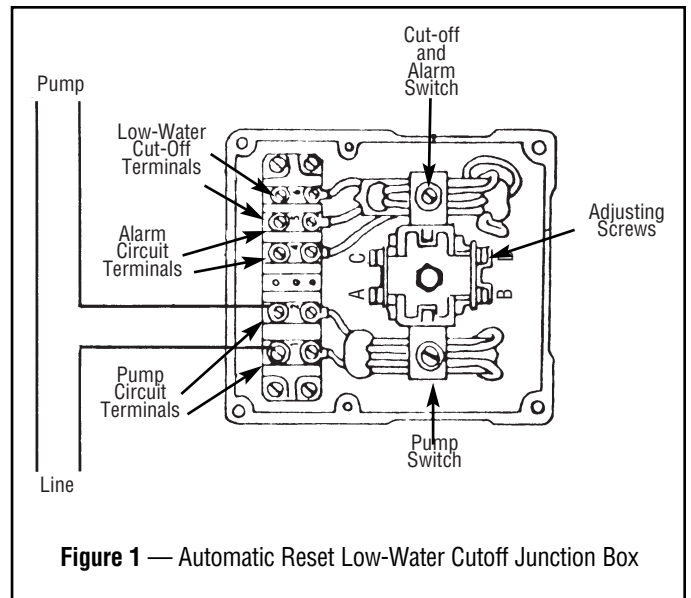 Cut-off
and
Alarm
Switch
Pump
Low-Water
Cut-Off
Terminals
Alarm
Circuit
Terminals
Adjusting
Screws
C
D
A
B
Pump
Circuit
Terminals
Pump
Switch
Line
Figure 1 — Automatic Reset Low-Water Cutoff Junction Box